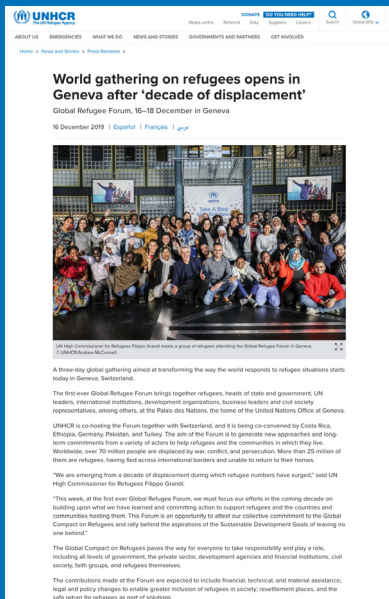 UNHCR
The UN Refugee Agency
DONATE DO YOU NEED HELP?
Media centre Network Data Suppliers Careers
Search
Global (EN)
ABOUT US EMERGENCIES WHAT WE DO NEWS AND STORIES GOVERNMENTS AND PARTNERS GET INVOLVED
Home News and Stories Press Releases
World gathering on refugees opens in
Geneva after ‘decade of displacement’
Global Refugee Forum, 16–18 December in Geneva
16 December 2019 | Español | Français | عربي
Take A Step
UN High Commissioner for Refugees Filippo Grandi meets a group of refugees attending the Global Refugee Forum in Geneva.
© UNHCR/Andrew McConnell
A three-day global gathering aimed at transforming the way the world responds to refugee situations starts
today in Geneva, Switzerland.
The first-ever Global Refugee Forum brings together refugees, heads of state and government, UN
leaders, international institutions, development organizations, business leaders and civil society
representatives, among others, at the Palais des Nations, the home of the United Nations Office at Geneva.
UNHCR is co-hosting the Forum together with Switzerland, and it is being co-convened by Costa Rica,
Ethiopia, Germany, Pakistan, and Turkey. The aim of the Forum is to generate new approaches and long-
term commitments from a variety of actors to help refugees and the communities in which they live.
Worldwide, over 70 million people are displaced by war, conflict, and persecution. More than 25 million of
them are refugees, having fled across international borders and unable to return to their homes.
“We are emerging from a decade of displacement during which refugee numbers have surged,” said UN
High Commissioner for Refugees Filippo Grandi.
“This week, at the first ever Global Refugee Forum, we must focus our efforts in the coming decade on
building upon what we have learned and committing action to support refugees and the countries and
communities hosting them. This Forum is an opportunity to attest our collective commitment to the Global
Compact on Refugees and rally behind the aspirations of the Sustainable Development Goals of leaving no
one behind.”
The Global Compact on Refugees paves the way for everyone to take responsibility and play a role,
including all levels of government, the private sector, development agencies and financial institutions, civil
society, faith groups, and refugees themselves.
The contributions made at the Forum are expected to include financial, technical, and material assistance;
legal and policy changes to enable greater inclusion of refugees in society; resettlement places, and the
safe return for refugees as part of solutions.